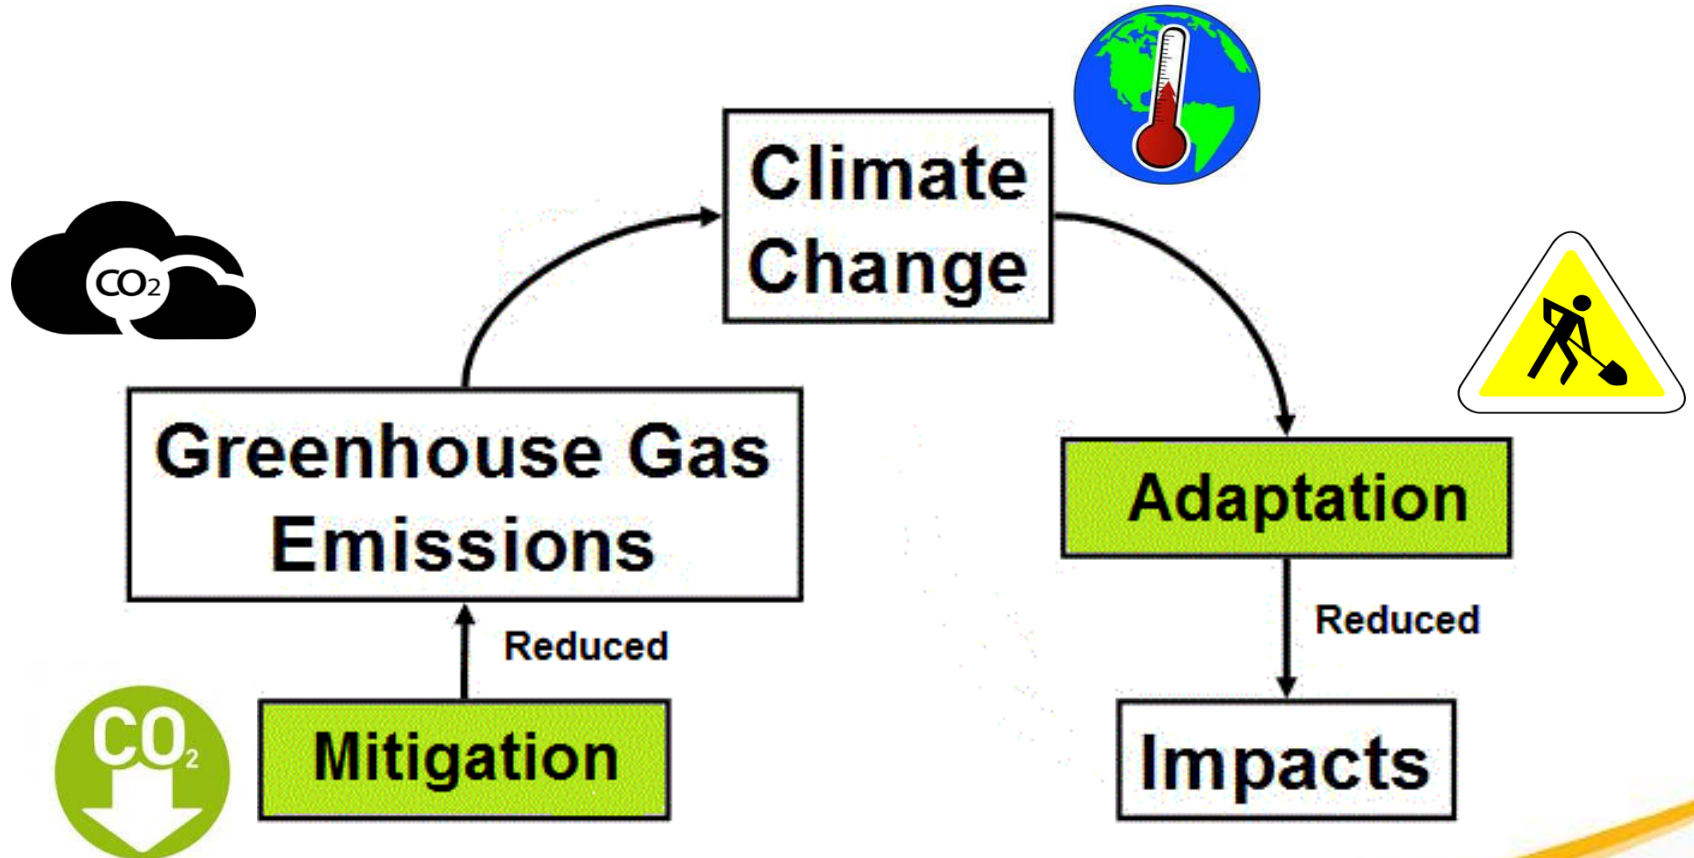 Climate
Change
CO2
Greenhouse Gas
Emissions
Adaptation
Reduced
Reduced
CO2
Mitigation
Impacts